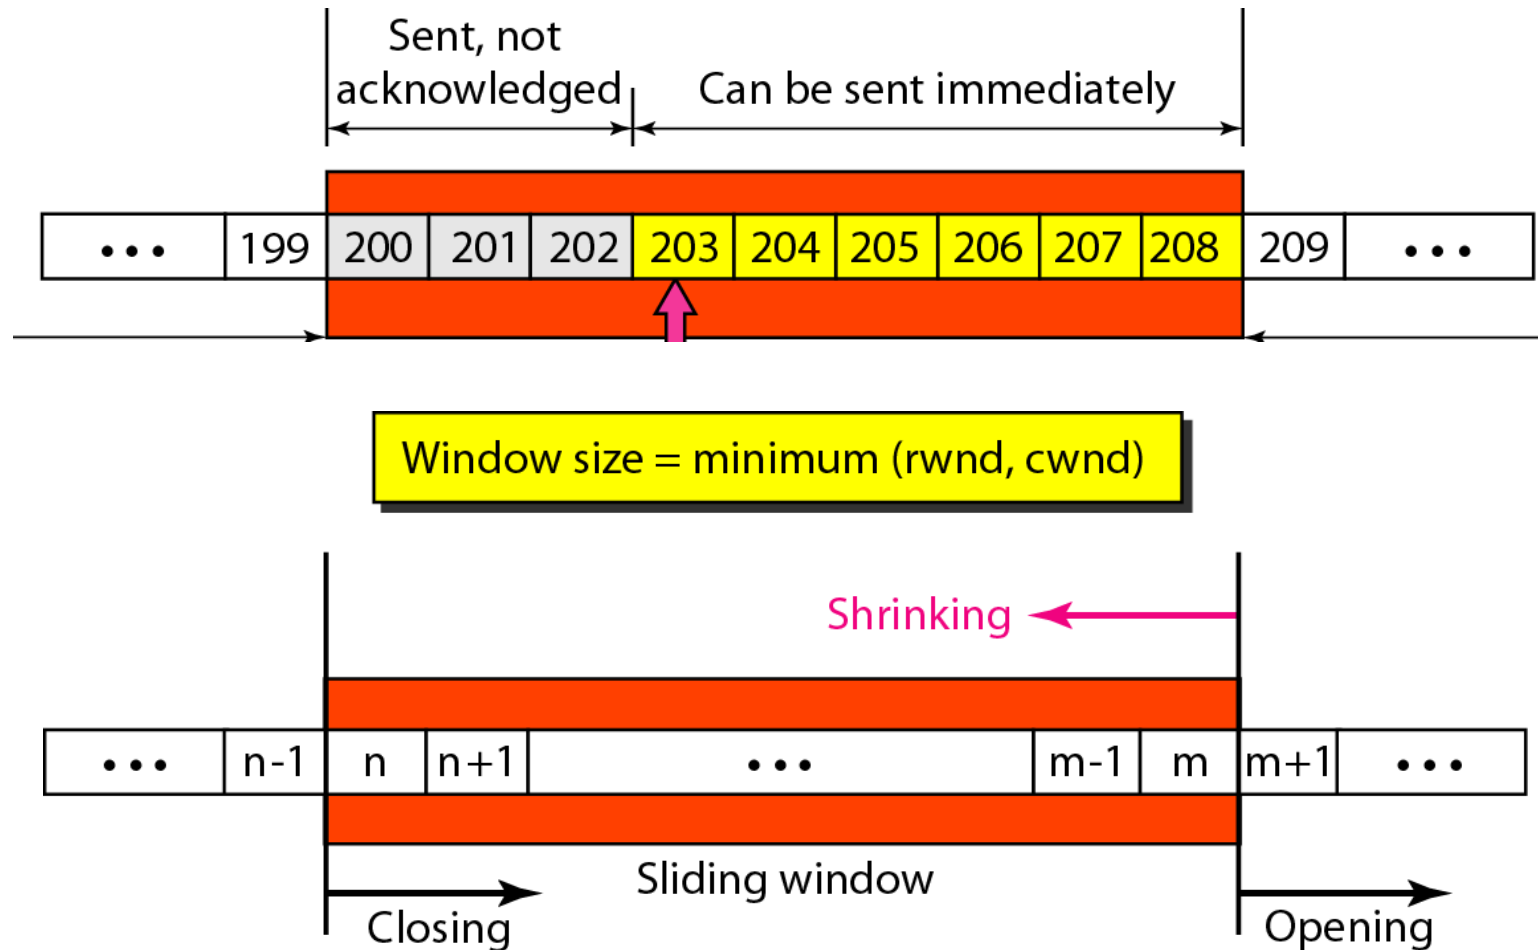 Sent, not
acknowledged
Can be sent immediately
••• 199 200 201 202 203 204 205 206 207 208 209 •••
Window size = minimum (rwnd, cwnd)
Shrinking
••• n-1 n n+1 ••• m-1 m m+1 •••
Sliding window
Closing
Opening